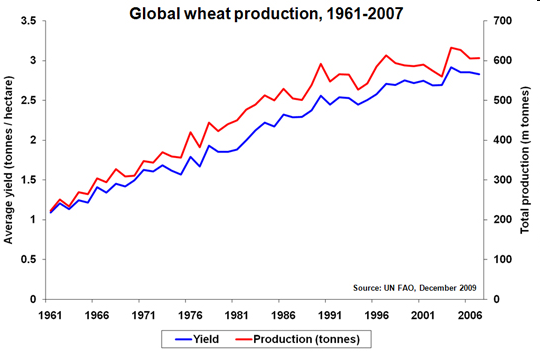 Global wheat production, 1961-2007
Average yield (tonnes / hectare)
3.5
3
2.5
2
1.5
1
0.5
0
700
600
500
400
300
200
100
0
Total production (m tonnes)
Source: UN FAO, December 2009
1961 1966 1971 1976 1981 1986 1991 1996 2001 2006
Yield Production (tonnes)